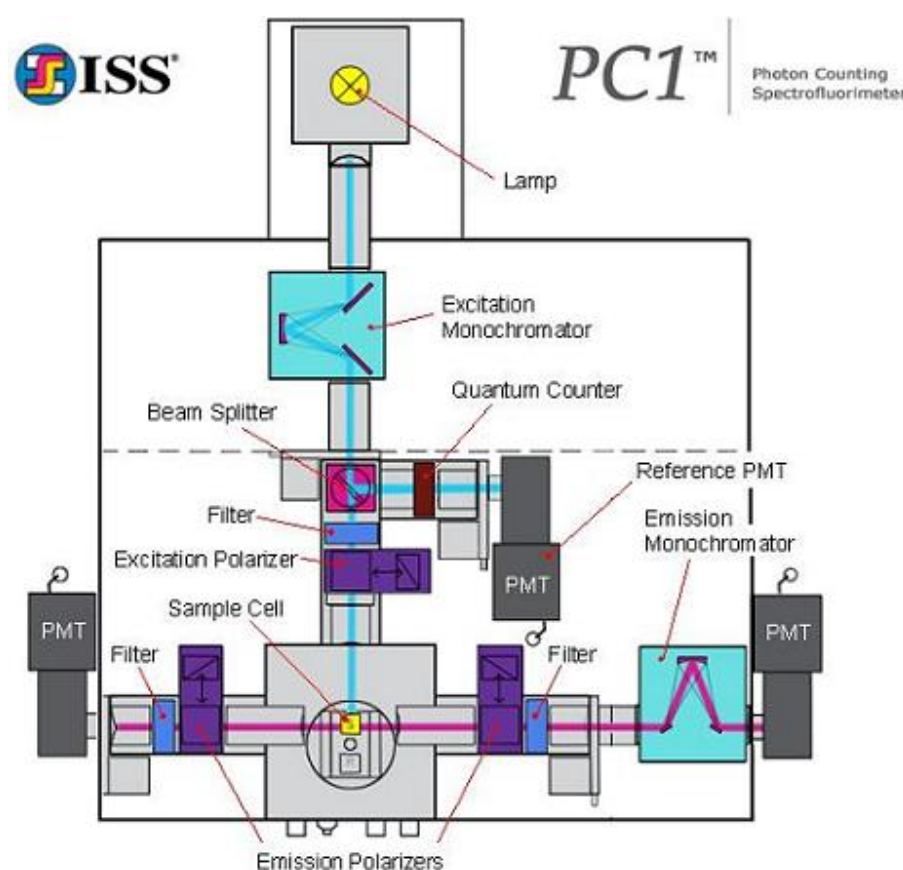 ISS®
PC1™
Photon Counting
Spectrofluorimeter
Lamp
Excitation
Monochromator
Quantum Counter
Beam Splitter
Reference PMT
Filter
Emission
Monochromator
Excitation Polarizer
PMT
Sample Cell
PMT
PMT
Filter
Filter
Emission Polarizers